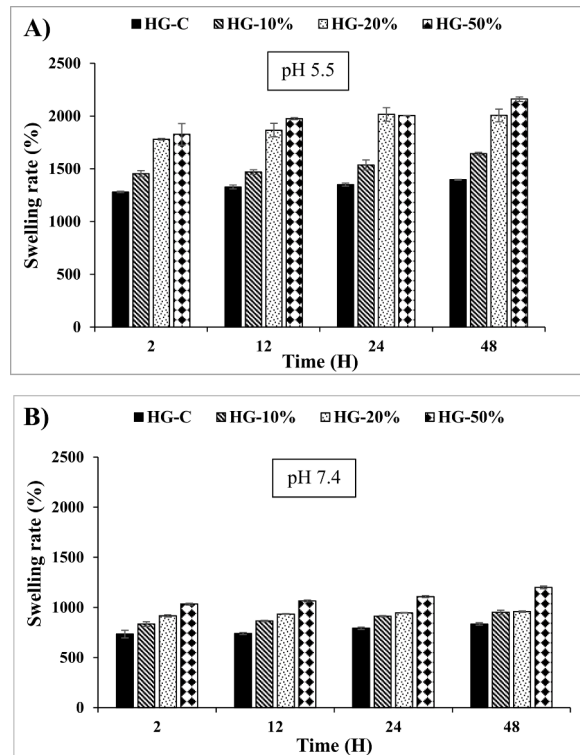 A)
HG-C HG-10% HG-20% HG-50%
pH 5.5
Swelling rate (%)
2500
2000
1500
1000
500
0
2 12 24 48
Time (H)
B)
HG-C HG-10% HG-20% HG-50%
pH 7.4
Swelling rate (%)
2500
2000
1500
1000
500
0
2 12 24 48
Time (H)